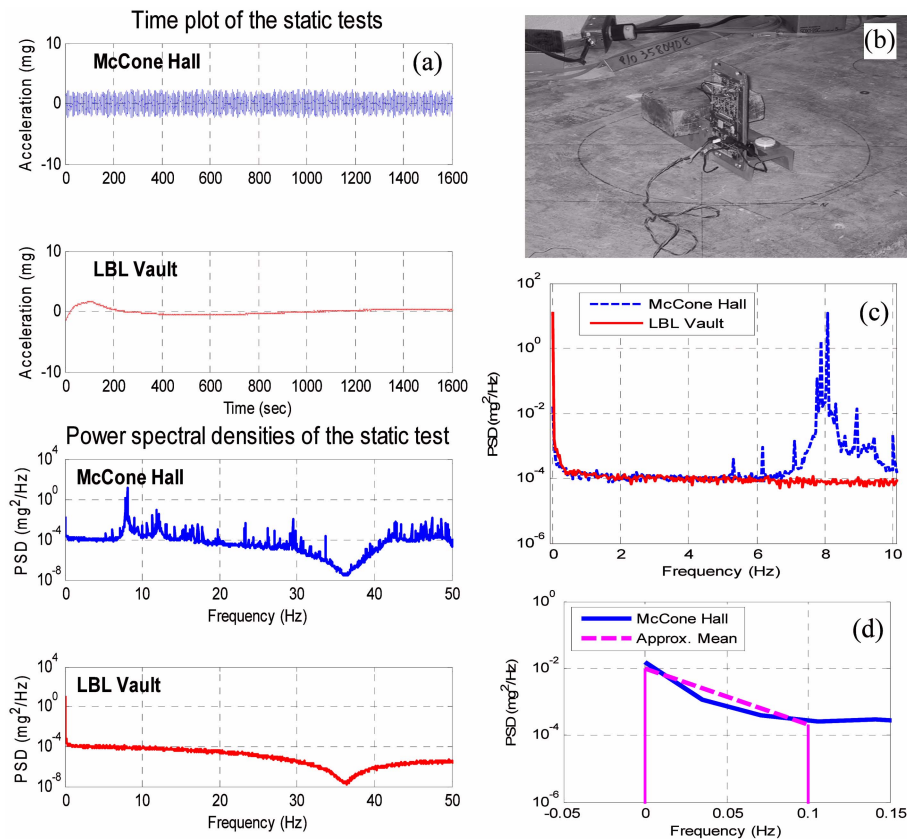 Time plot of the static tests
(a)
McCone Hall
Acceleration (mg)
10
0
-10
0 200 400 600 800 1000 1200 1400 1600
LBL Vault
Acceleration (mg)
10
0
-10
0 200 400 600 800 1000 1200 1400 1600
Time (sec)
Power spectral densities of the static test
McCone Hall
PSD (mg²/Hz)
10⁴
10⁰
10⁻⁴
10⁻⁸
0 10 20 30 40 50
Frequency (Hz)
LBL Vault
PSD (mg²/Hz)
10⁴
10⁰
10⁻⁴
10⁻⁸
0 10 20 30 40 50
Frequency (Hz)
(b)
(c)
McCone Hall
LBL Vault
PSD (mg²/Hz)
10²
10⁰
10⁻²
10⁻⁴
10⁻⁶
0 2 4 6 8 10
Frequency (Hz)
(d)
McCone Hall
Approx. Mean
PSD (mg²/Hz)
10⁰
10⁻²
10⁻⁴
10⁻⁶
-0.05 0 0.05 0.1 0.15
Frequency (Hz)